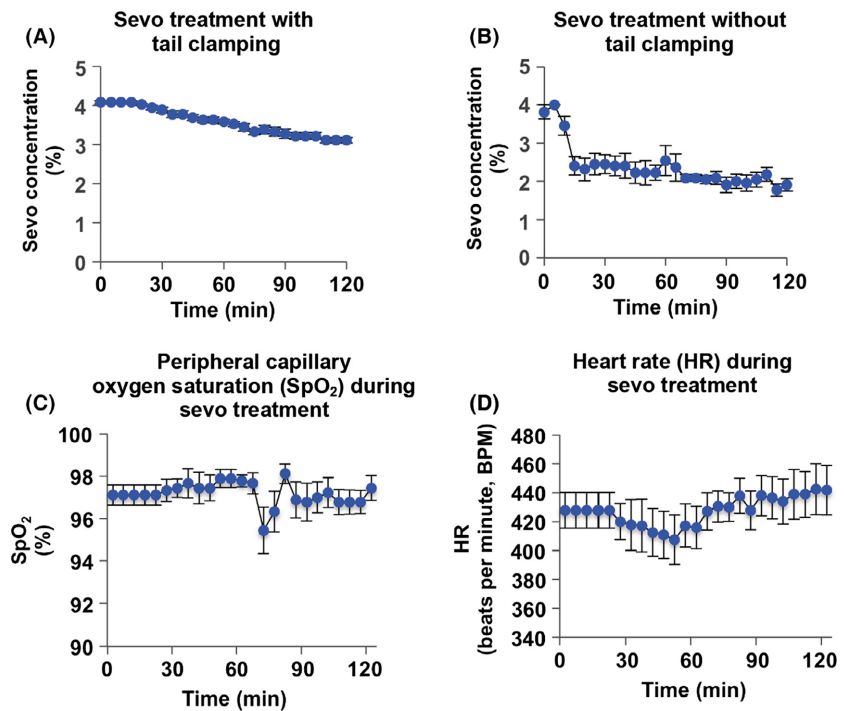 (A)
Sevo treatment with
tail clamping
Sevo concentration
(%)
5
4
3
2
1
0
0 30 60 90 120
Time (min)
(B)
Sevo treatment without
tail clamping
Sevo concentration
(%)
5
4
3
2
1
0
0 30 60 90 120
Time (min)
(C)
Peripheral capillary
oxygen saturation (SpO₂) during
sevo treatment
SpO₂
(%)
100
98
96
94
92
90
0 30 60 90 120
Time (min)
(D)
Heart rate (HR) during
sevo treatment
HR
(beats per minute, BPM)
480
460
440
420
400
380
360
340
0 30 60 90 120
Time (min)